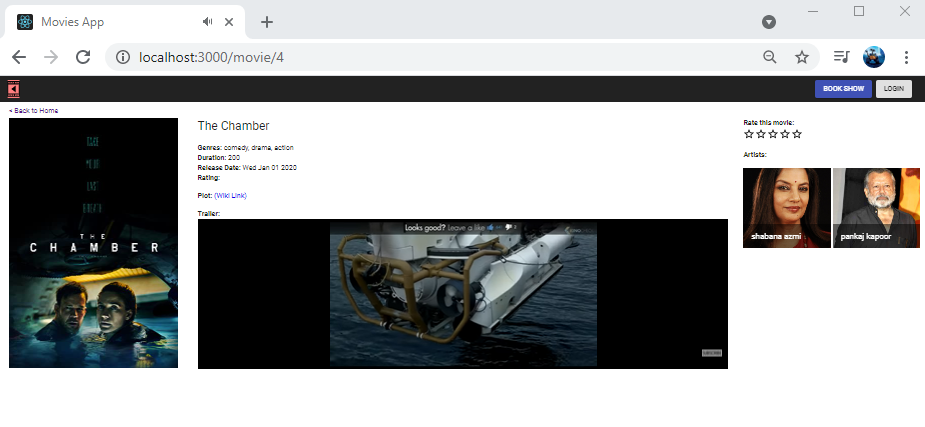 Movies App
localhost:3000/movie/4
BOOK SHOW
LOGIN
< Back to Home
THE
CHAMBER
The Chamber
Genres: comedy, drama, action
Duration: 200
Release Date: Wed Jan 01 2020
Rating:
Plot: (Wiki Link)
Trailer:
Looks good? Leave a like
Rate this movie:
Artists:
shabana azmi
pankaj kapoor